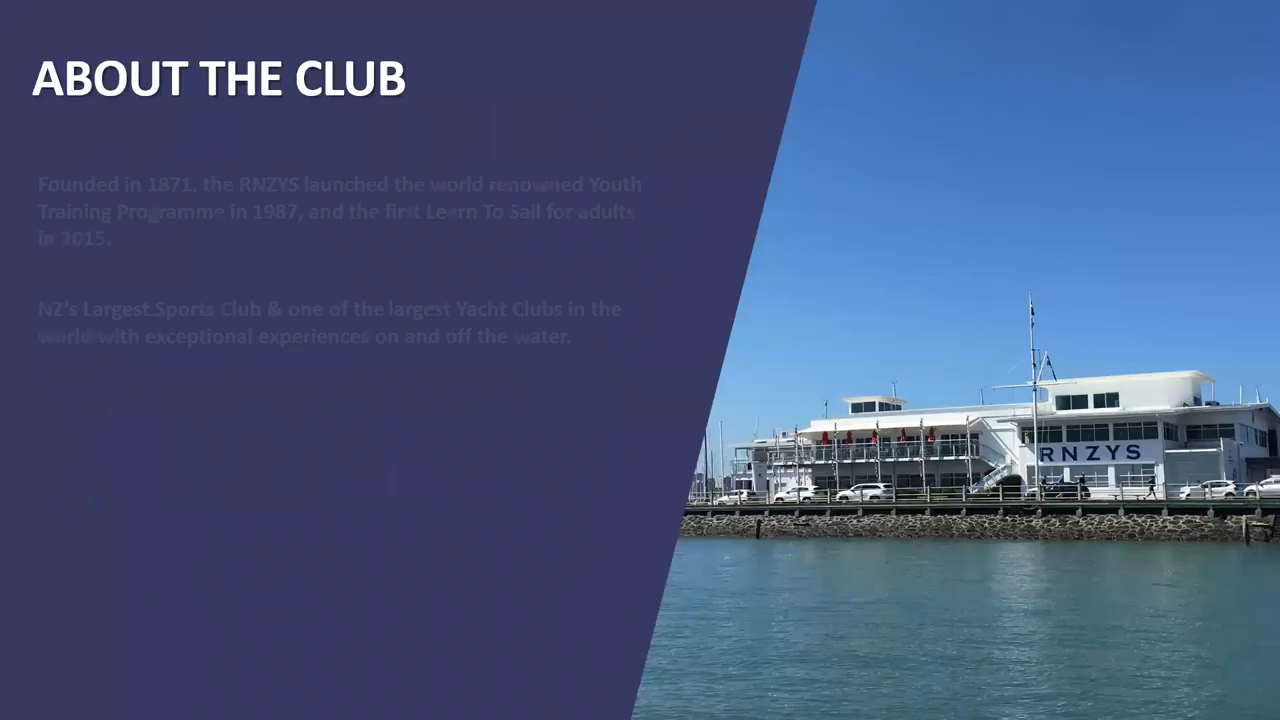 ABOUT THE CLUB
Founded in 1871, the RNZYS launched the world renowned Youth
Training Programme in 1987, and the first Learn To Sail for adults
in 2015.
NZ's Largest Sports Club & one of the largest Yacht Clubs in the
world with exceptional experiences on and off the water.
RNZYS